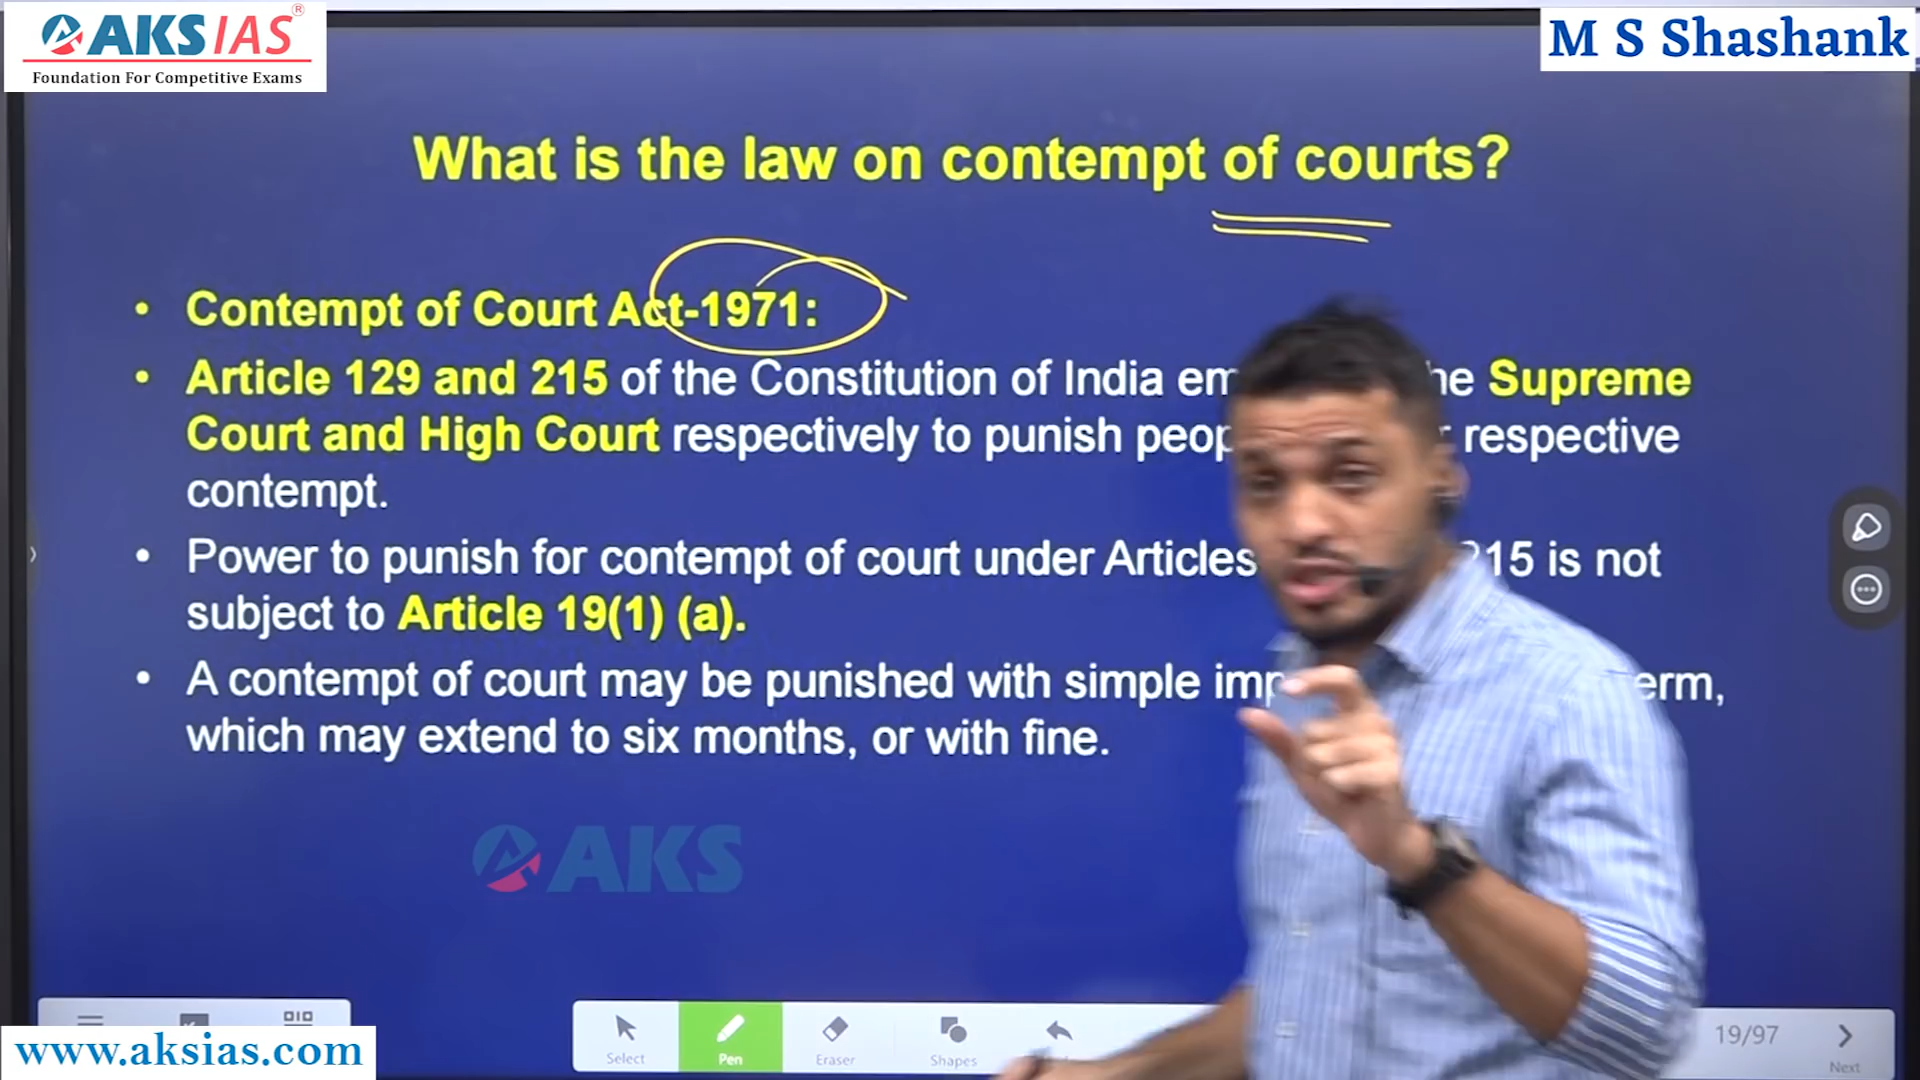 AKS IAS®
Foundation For Competitive Exams
M S Shashank
What is the law on contempt of courts?
• Contempt of Court Act-1971:
• Article 129 and 215 of the Constitution of India he Supreme
Court and High Court respectively to punish respective
contempt.
• Power to punish for contempt of court under Articles 215 is not
subject to Article 19(1) (a).
• A contempt of court may be punished with simple erm,
which may extend to six months, or with fine.
AKS
Select
Pen
Eraser
Shapes
19/97
Next
www.aksias.com